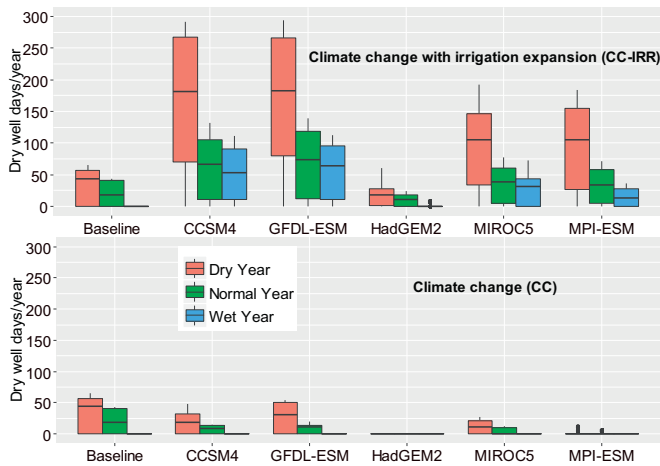 300
Climate change with irrigation expansion (CC-IRR)
250
200
150
100
50
0
Dry well days/year
Baseline CCSM4 GFDL-ESM HadGEM2 MIROC5 MPI-ESM
300
250
200
150
100
50
0
Dry well days/year
Dry Year
Normal Year
Wet Year
Climate change (CC)
Baseline CCSM4 GFDL-ESM HadGEM2 MIROC5 MPI-ESM